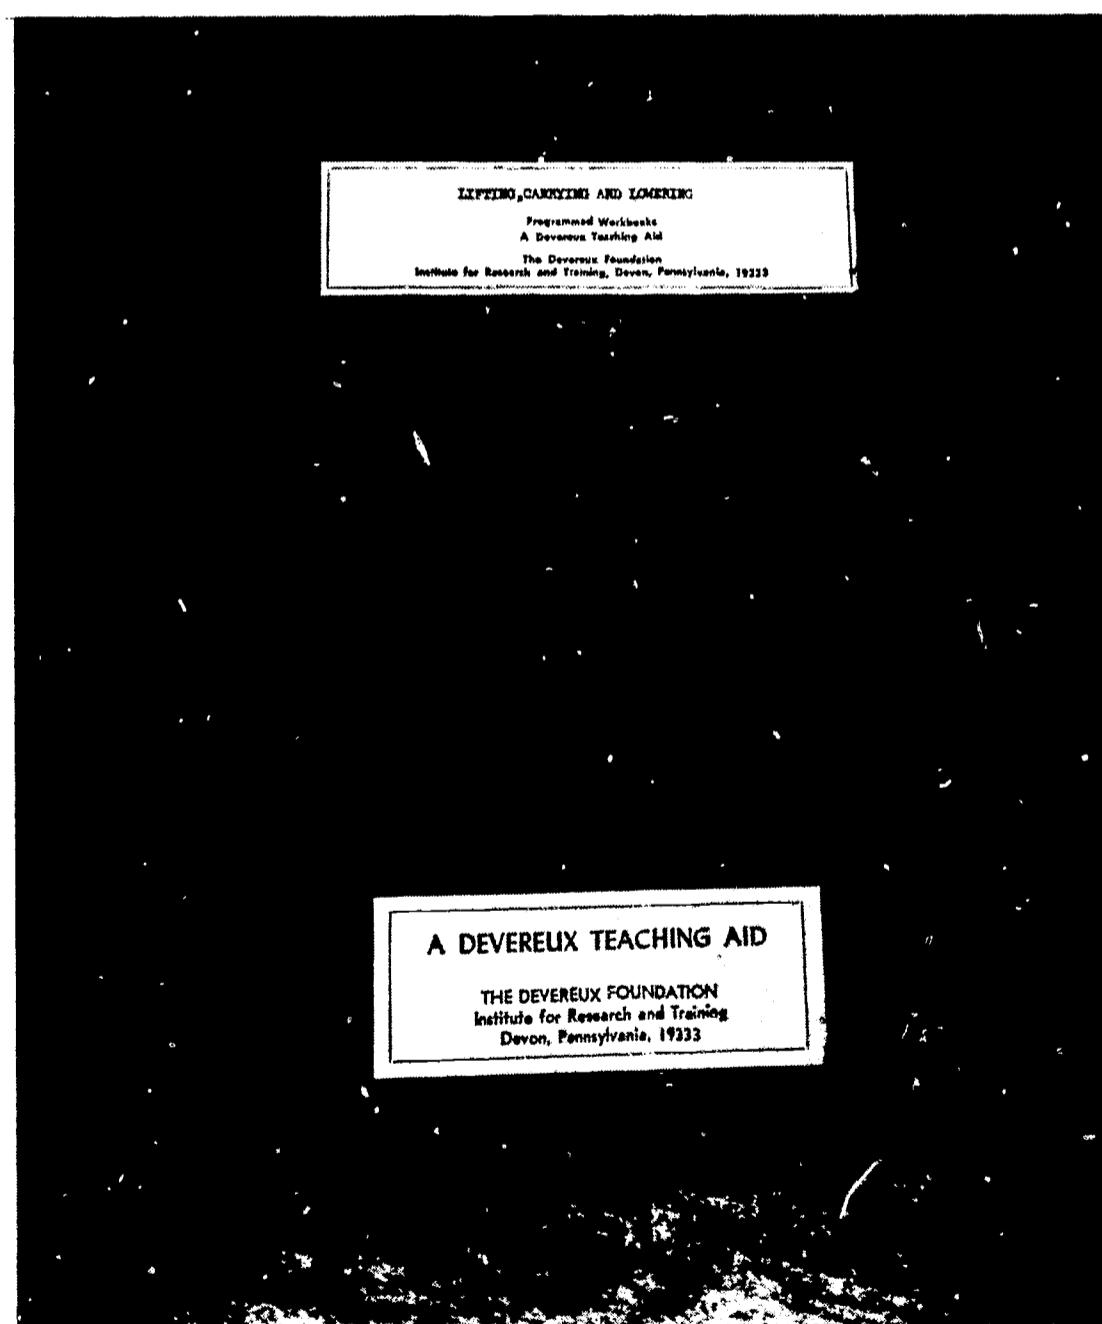 LIFTING,CARRYING AND LOWERING
Programmed Workbooks
A Devereux Teaching Aid
The Devereux Foundation
Institute for Research and Training, Devon, Pennsylvania, 19333
A DEVEREUX TEACHING AID
THE DEVEREUX FOUNDATION
Institute for Research and Training
Devon, Pennsylvania, 19333